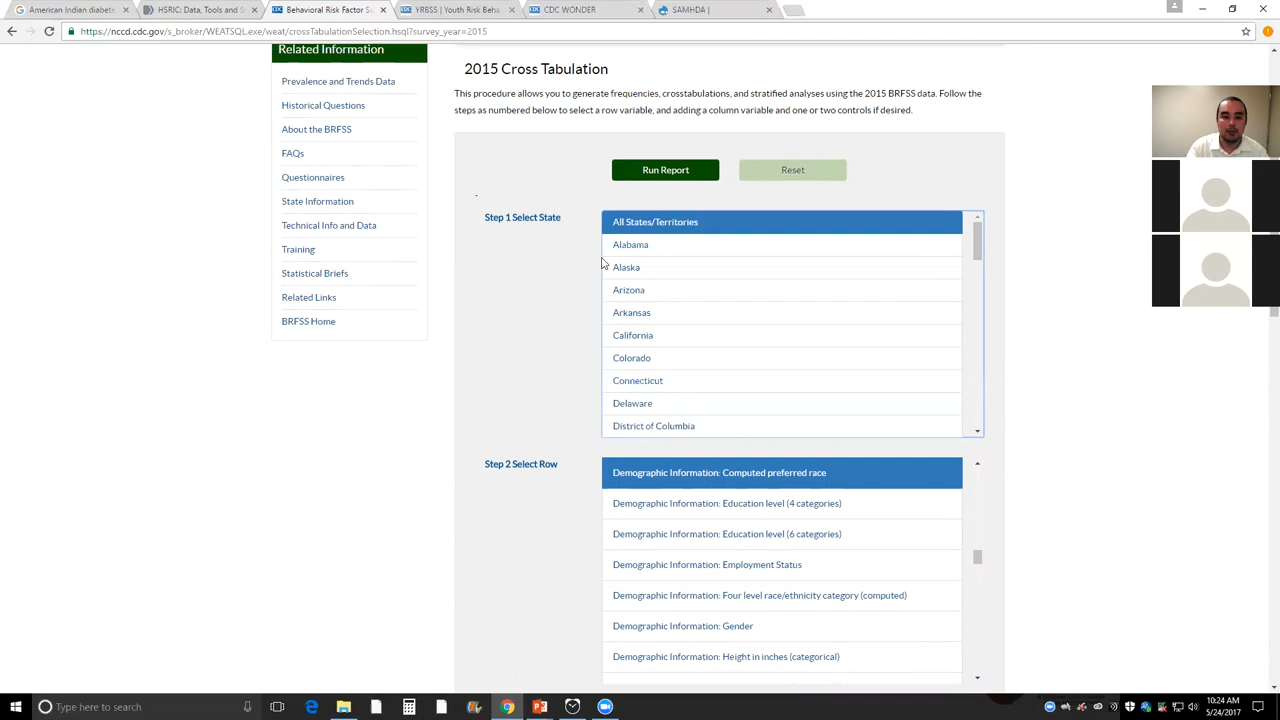 American Indian diabetes
HSRIC: Data, Tools and S
Behavioral Risk Factor Su
YRBSS | Youth Risk Beha
CDC WONDER
SAMHDA |
https://nccd.cdc.gov/s_broker/WEATSQL.exe/weat/crossTabulationSelection.hsql?survey_year=2015
Related Information
Prevalence and Trends Data
Historical Questions
About the BRFSS
FAQs
Questionnaires
State Information
Technical Info and Data
Training
Statistical Briefs
Related Links
BRFSS Home
2015 Cross Tabulation
This procedure allows you to generate frequencies, crosstabulations, and stratified analyses using the 2015 BRFSS data. Follow the
steps as numbered below to select a row variable, and adding a column variable and one or two controls if desired.
Run Report
Reset
Step 1 Select State
All States/Territories
Alabama
Alaska
Arizona
Arkansas
California
Colorado
Connecticut
Delaware
District of Columbia
Step 2 Select Row
Demographic Information: Computed preferred race
Demographic Information: Education level (4 categories)
Demographic Information: Education level (6 categories)
Demographic Information: Employment Status
Demographic Information: Four level race/ethnicity category (computed)
Demographic Information: Gender
Demographic Information: Height in inches (categorical)
Type here to search
10:24 AM
5/24/2017